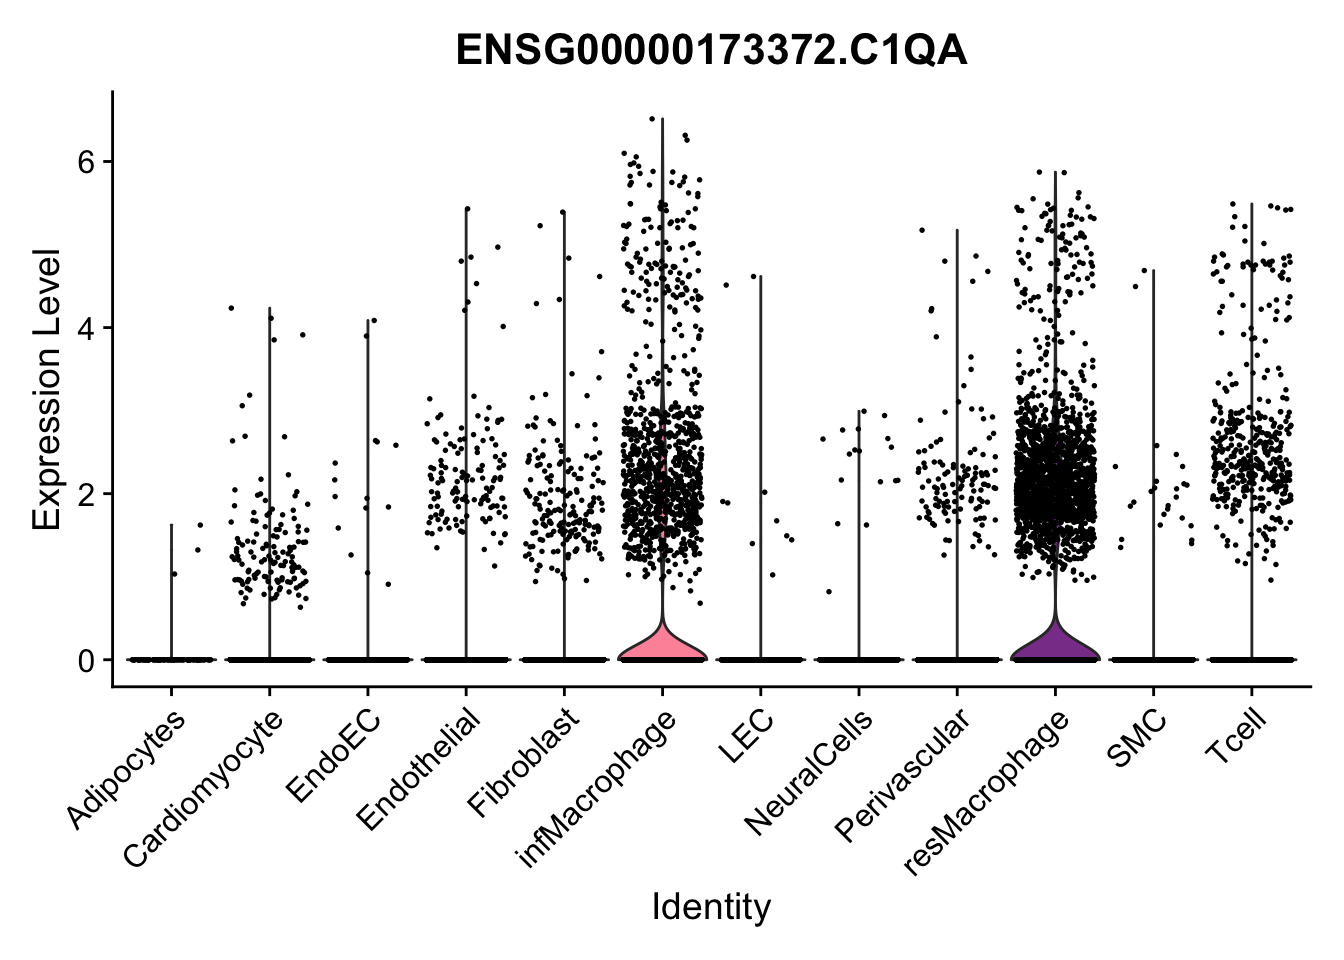 ENSG00000173372.C1QA
Expression Level
6
4
2
0
Adipocytes
Cardiomyocyte
EndoEC
Endothelial
Fibroblast
infMacrophage
LEC
NeuralCells
Perivascular
resMacrophage
SMC
Tcell
Identity